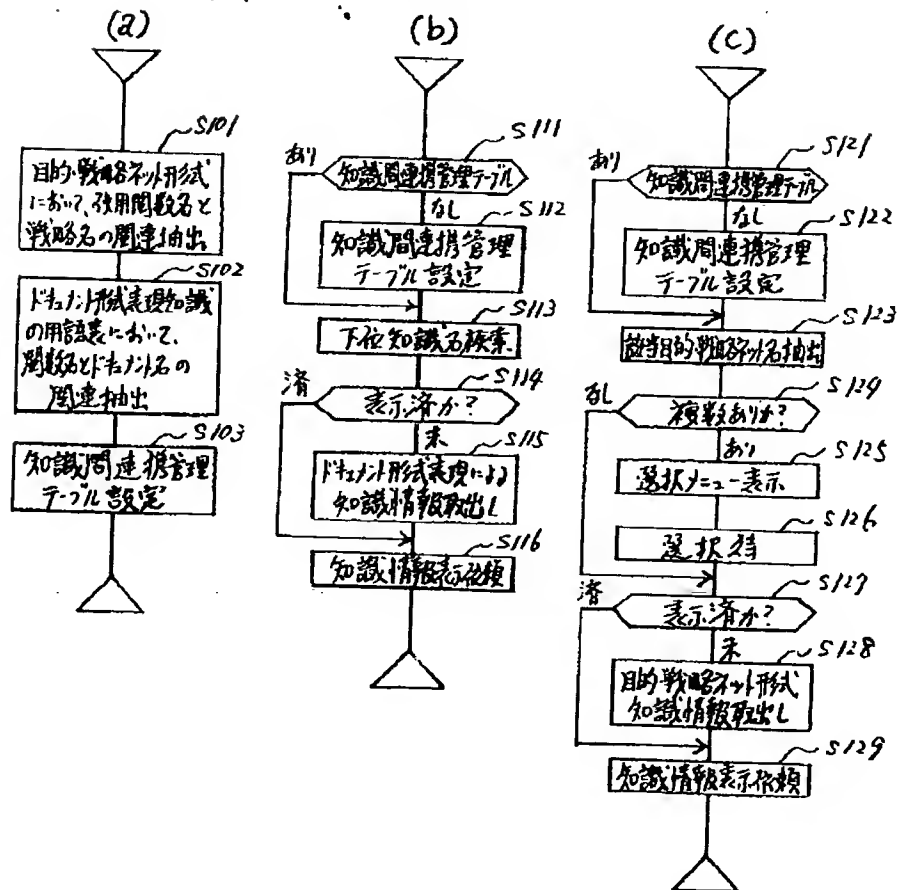 (a)
S101
目的・戦略ネット形式
において、使用関数名と
戦略名の関連抽出
S102
ドキュメント形式表現知識
の用語表において、
関数名とドキュメント名の
関連抽出
S103
知識間連携管理
テーブル設定
(b)
S111
あり
知識間連携管理テーブル
なし
S112
知識間連携管理
テーブル設定
S113
下位知識名検索
S114
済
表示済か?
未
S115
ドキュメント形式表現による
知識情報取出し
S116
知識情報表示依頼
(c)
S121
あり
知識間連携管理テーブル
なし
S122
知識間連携管理
テーブル設定
S123
該当目的・戦略ネット名抽出
S124
なし
複数ありか?
あり
S125
選択メニュー表示
S126
選択待
S127
済
表示済か?
未
S128
目的・戦略ネット形式
知識情報取出し
S129
知識情報表示依頼